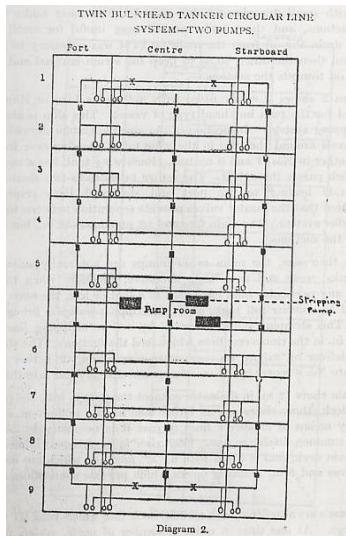 TWIN BULKHEAD TANKER CIRCULAR LINE
SYSTEM—TWO PUMPS.
Port Centre Starboard
1
2
3
4
5
Pump room
Stripping
Pump.
6
7
8
9
Diagram 2.